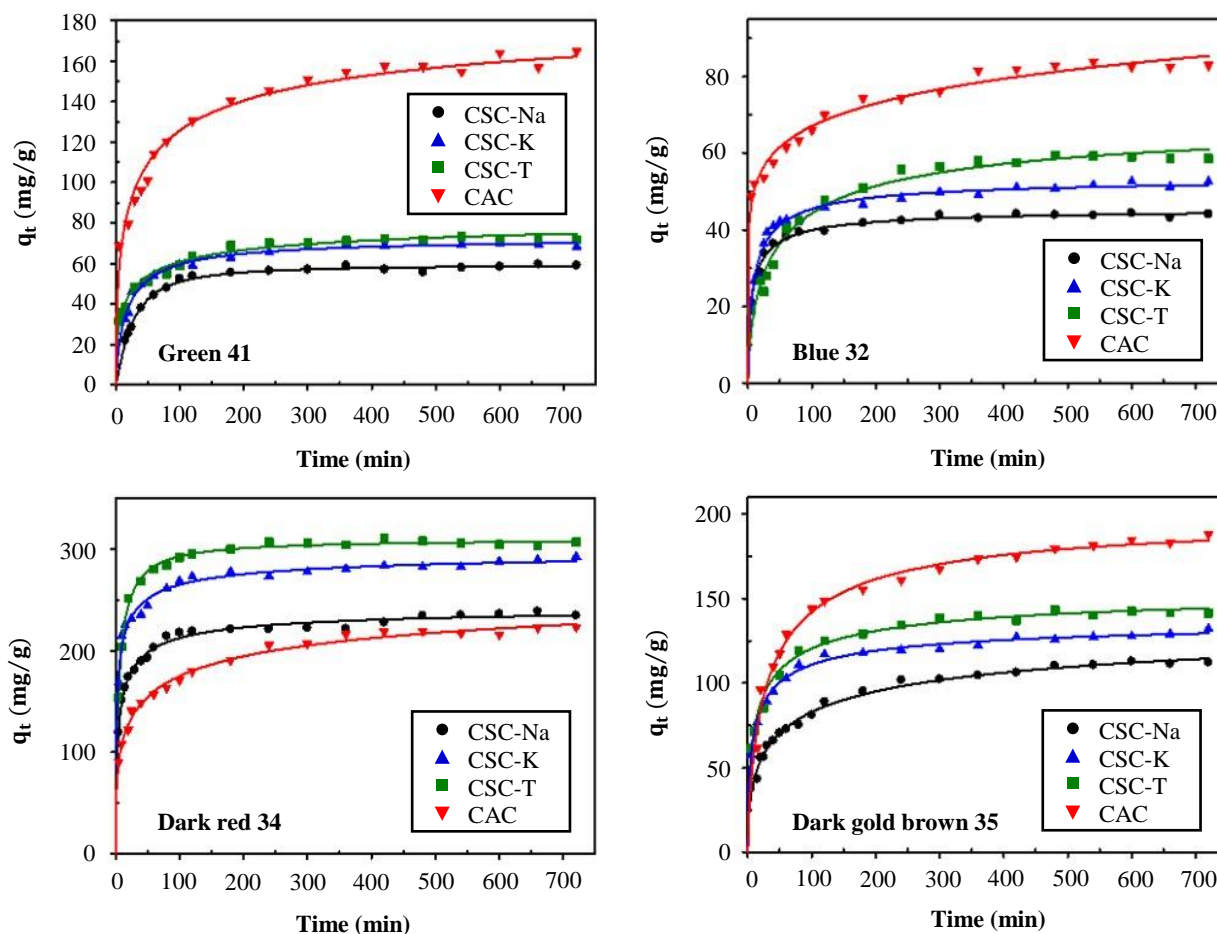 180
160
140
120
100
80
60
40
20
0
qt (mg/g)
CSC-Na
CSC-K
CSC-T
CAC
Green 41
0 100 200 300 400 500 600 700
Time (min)
80
60
40
20
0
qt (mg/g)
CSC-Na
CSC-K
CSC-T
CAC
Blue 32
0 100 200 300 400 500 600 700
Time (min)
300
200
100
0
qt (mg/g)
CSC-Na
CSC-K
CSC-T
CAC
Dark red 34
0 100 200 300 400 500 600 700
Time (min)
200
150
100
50
0
qt (mg/g)
CSC-Na
CSC-K
CSC-T
CAC
Dark gold brown 35
0 100 200 300 400 500 600 700
Time (min)